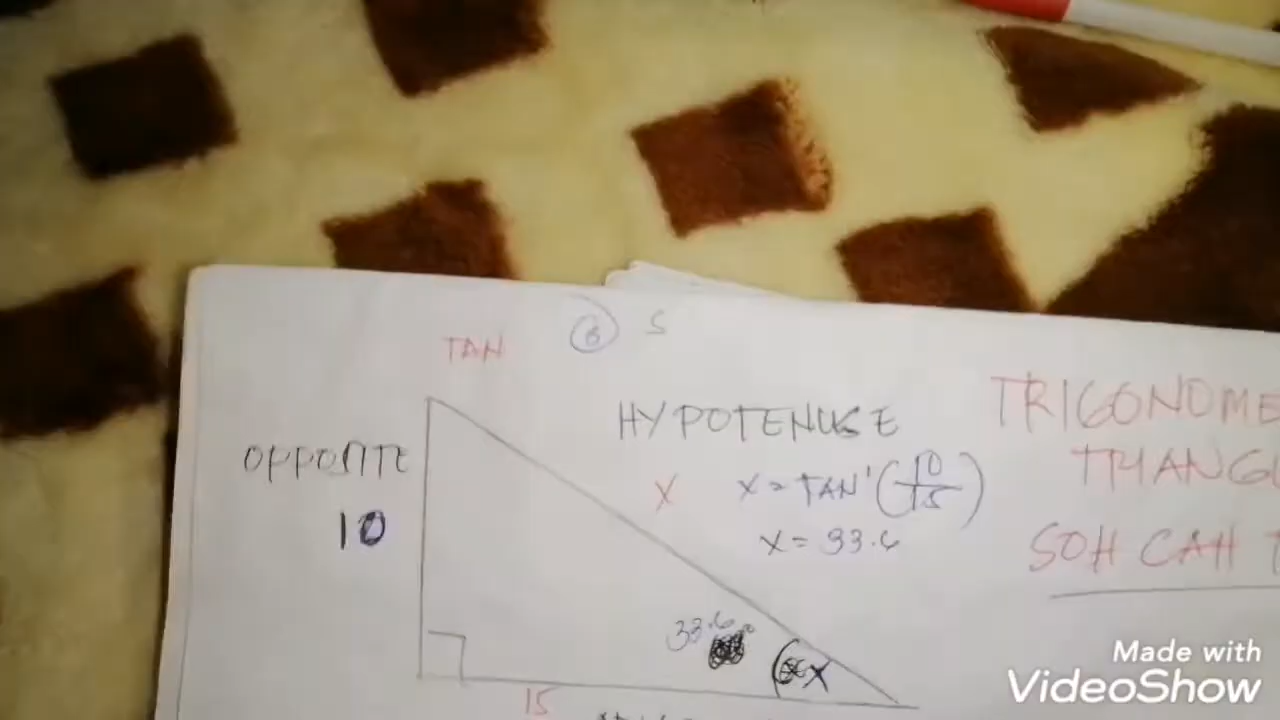 TAN
6 S
HYPOTENUSE
OPPOSITE
10
X
X = TAN' (10/15)
X = 33.6
33.6°
X
15
TRIGONOME
TRYANGL
SOH CAH T
Made with
VideoShow